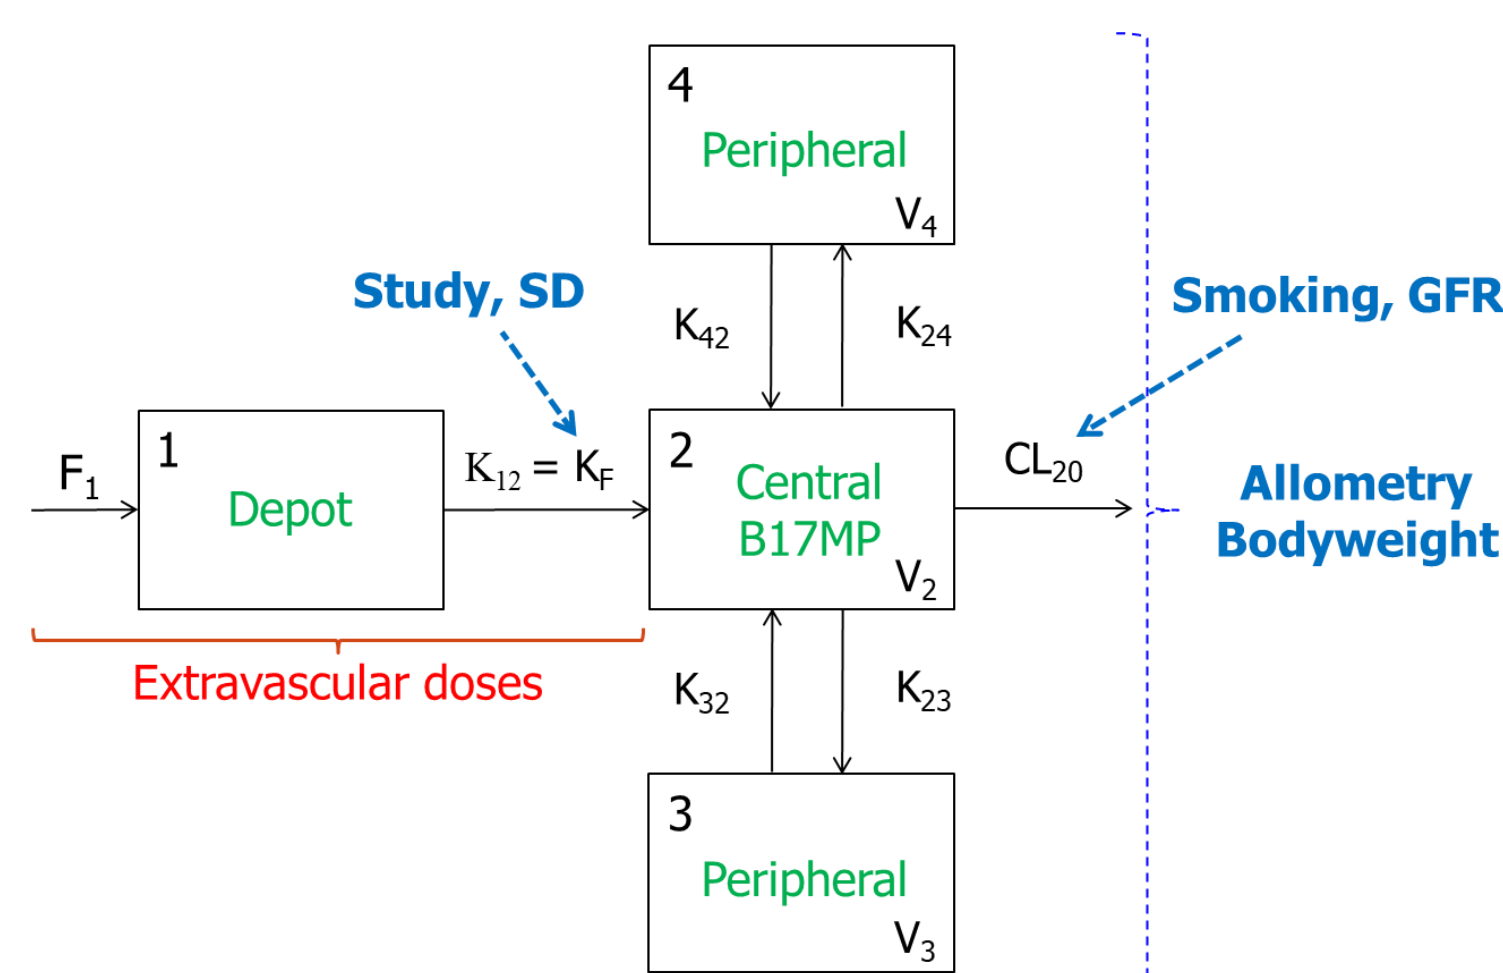 4
Peripheral
V4
Study, SD
Smoking, GFR
K42
K24
F1
1
Depot
K12 = KF
2
Central
B17MP
V2
CL20
Allometry
Bodyweight
Extravascular doses
K32
K23
3
Peripheral
V3